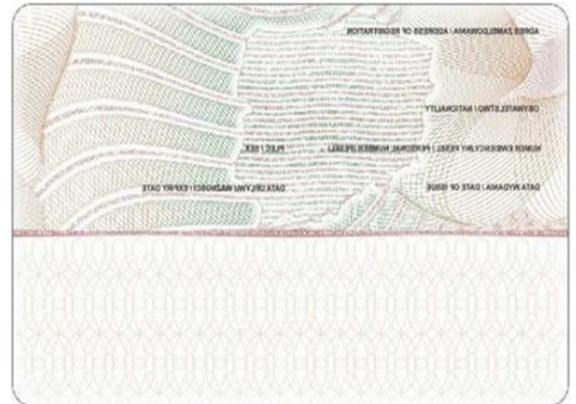 ADRES ZAMELDOWANIA / ADDRESS OF REGISTRATION
OBYWATELSTWO / NATIONALITY
NUMER EWIDENCYJNY PESEL / PERSONAL NUMBER (PESEL) PŁEĆ / SEX
DATA WYDANIA / DATE OF ISSUE DATA UPŁYWU WAŻNOŚCI / EXPIRY DATE